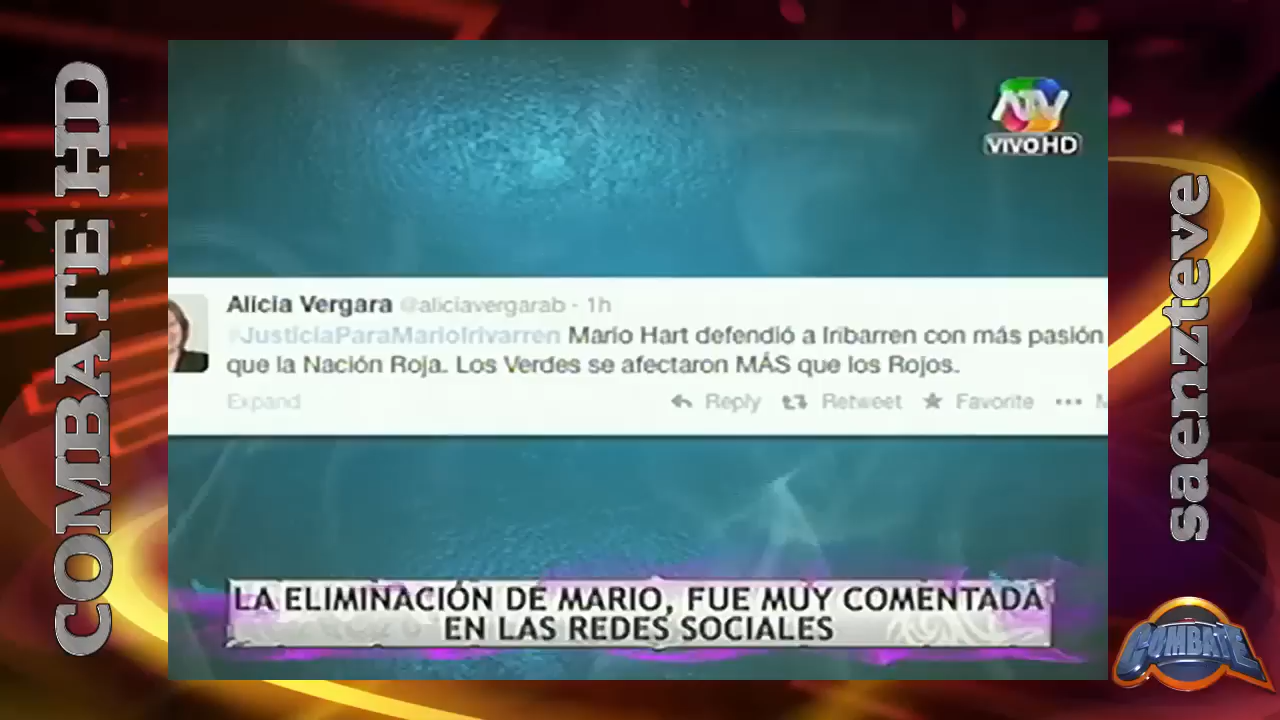 COMBATE HD
ATV
VIVO HD
Alicia Vergara @aliciavergarab - 1h
#JusticiaParaMarioIrivarren Mario Hart defendió a Iribarren con más pasión
que la Nación Roja. Los Verdes se afectaron MÁS que los Rojos.
Expand Reply Retweet Favorite ••• M
LA ELIMINACIÓN DE MARIO, FUE MUY COMENTADA
EN LAS REDES SOCIALES
saenzteve
COMBATE